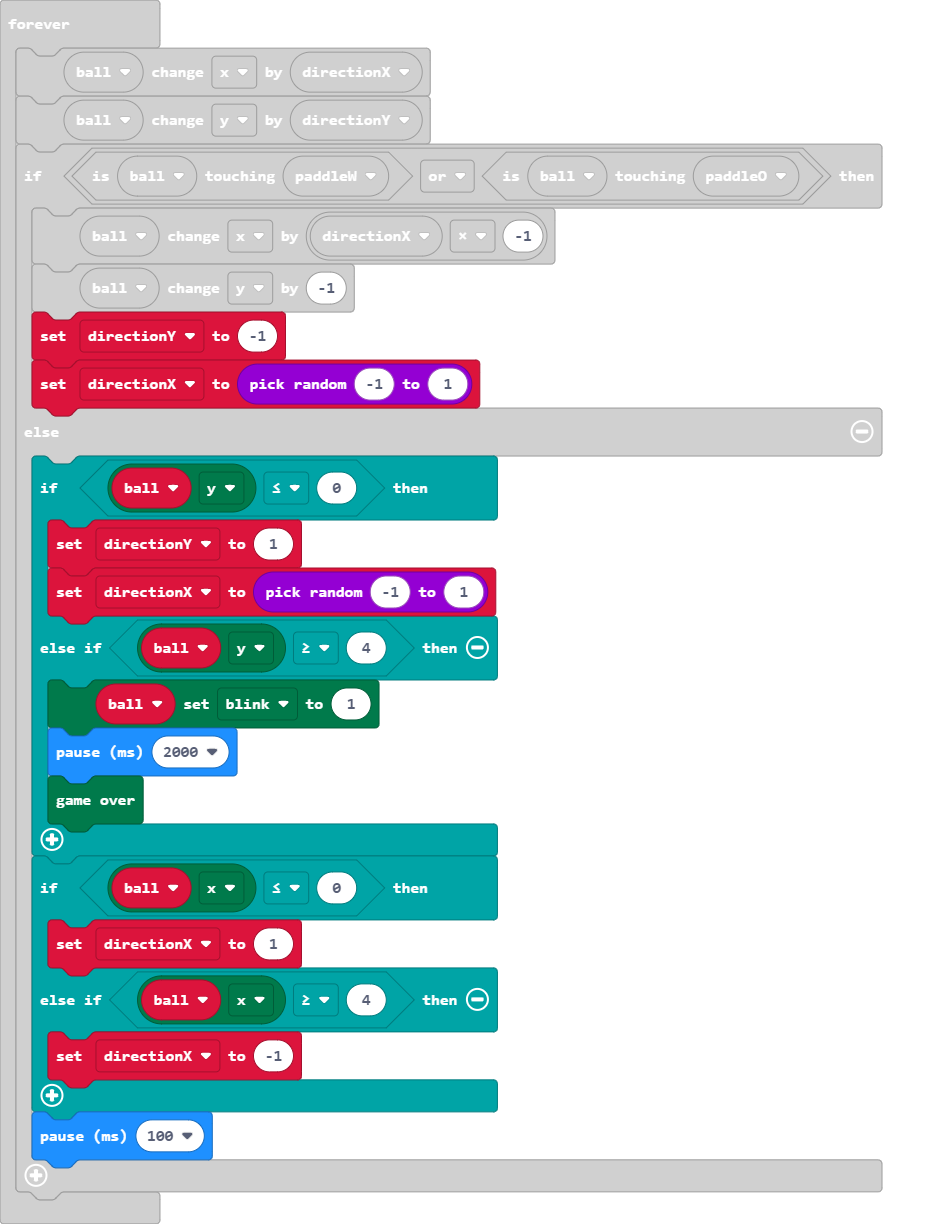 forever
ball change x by directionX
ball change y by directionY
if is ball touching paddleW or is ball touching paddleO then
ball change x by directionX × -1
ball change y by -1
set directionY to -1
set directionX to pick random -1 to 1
else
if ball y ≤ 0 then
set directionY to 1
set directionX to pick random -1 to 1
else if ball y ≥ 4 then
ball set blink to 1
pause (ms) 2000
game over
if ball x ≤ 0 then
set directionX to 1
else if ball x ≥ 4 then
set directionX to -1
pause (ms) 100